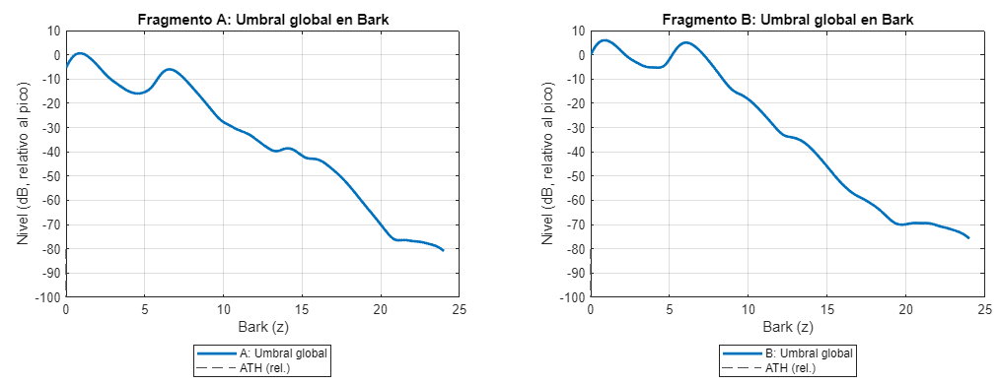 Fragmento A: Umbral global en Bark
10
0
-10
-20
-30
-40
-50
-60
-70
-80
-90
-100
Nivel (dB, relativo al pico)
0 5 10 15 20 25
Bark (z)
A: Umbral global
ATH (rel.)
Fragmento B: Umbral global en Bark
10
0
-10
-20
-30
-40
-50
-60
-70
-80
-90
-100
Nivel (dB, relativo al pico)
0 5 10 15 20 25
Bark (z)
B: Umbral global
ATH (rel.)